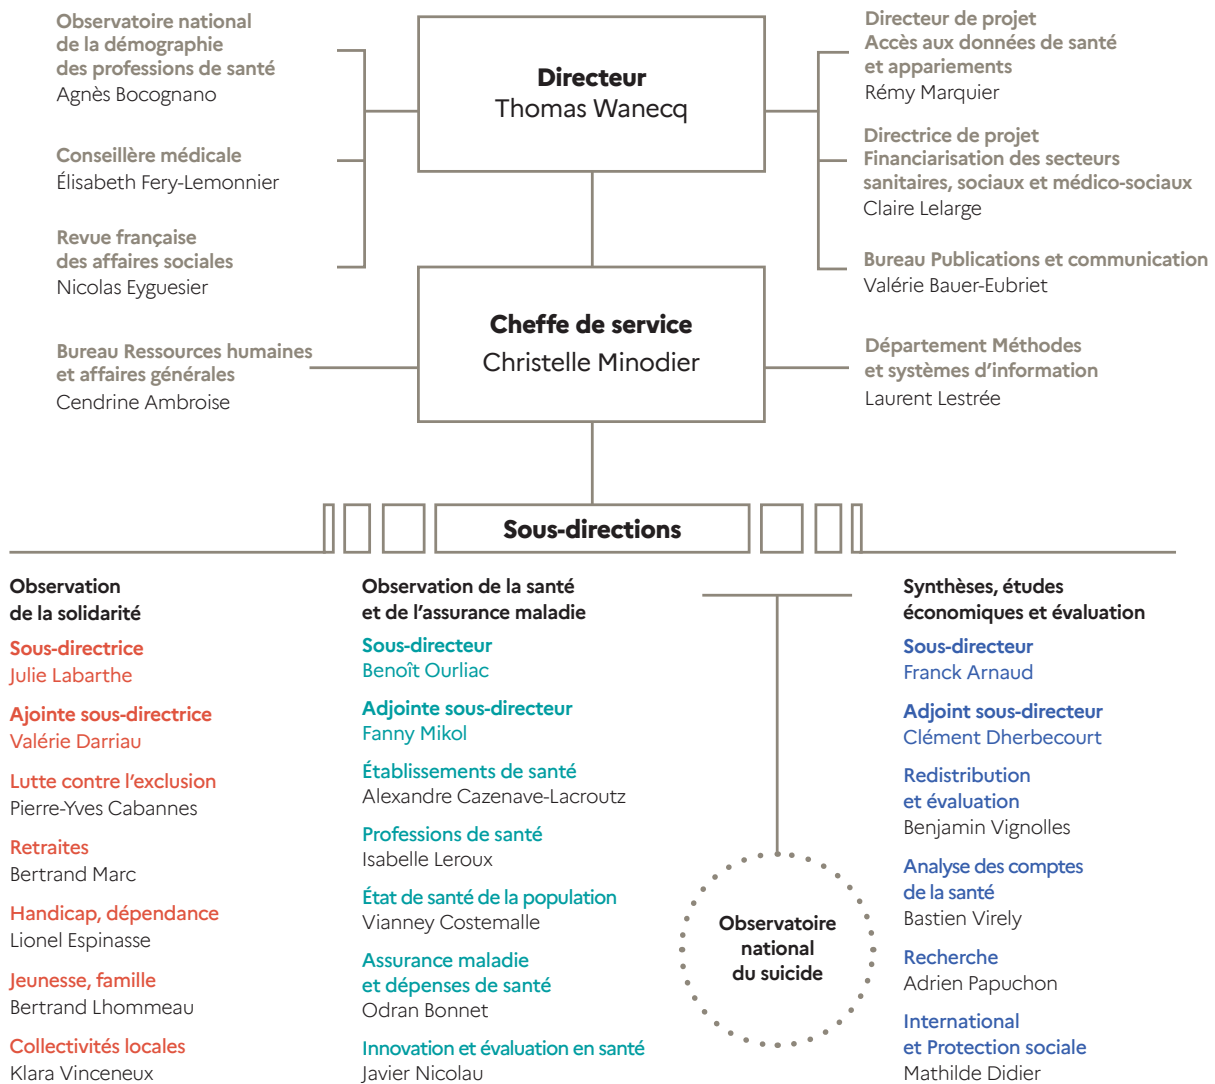 Observatoire national
de la démographie
des professions de santé
Agnès Bocognano
Conseillère médicale
Élisabeth Fery-Lemonnier
Revue française
des affaires sociales
Nicolas Eyguesier
Bureau Ressources humaines
et affaires générales
Cendrine Ambroise
Directeur
Thomas Wanecq
Cheffe de service
Christelle Minodier
Directeur de projet
Accès aux données de santé
et appariements
Rémy Marquier
Directrice de projet
Financiarisation des secteurs
sanitaires, sociaux et médico-sociaux
Claire Lelarge
Bureau Publications et communication
Valérie Bauer-Eubriet
Département Méthodes
et systèmes d’information
Laurent Lestrée
Sous-directions
Observation
de la solidarité
Sous-directrice
Julie Labarthe
Ajointe sous-directrice
Valérie Darriau
Lutte contre l’exclusion
Pierre-Yves Cabannes
Retraites
Bertrand Marc
Handicap, dépendance
Lionel Espinasse
Jeunesse, famille
Bertrand Lhommeau
Collectivités locales
Klara Vinceneux
Observation de la santé
et de l’assurance maladie
Sous-directeur
Benoît Ourliac
Adjointe sous-directeur
Fanny Mikol
Établissements de santé
Alexandre Cazenave-Lacroutz
Professions de santé
Isabelle Leroux
État de santé de la population
Vianney Costemalle
Assurance maladie
et dépenses de santé
Odran Bonnet
Innovation et évaluation en santé
Javier Nicolau
Observatoire
national
du suicide
Synthèses, études
économiques et évaluation
Sous-directeur
Franck Arnaud
Adjoint sous-directeur
Clément Dherbecourt
Redistribution
et évaluation
Benjamin Vignolles
Analyse des comptes
de la santé
Bastien Virely
Recherche
Adrien Papuchon
International
et Protection sociale
Mathilde Didier